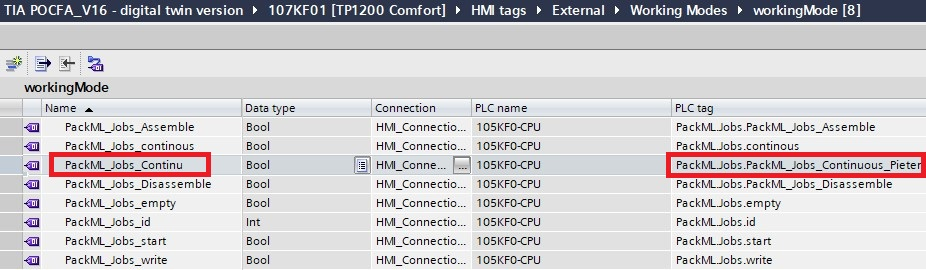 TIA POCFA_V16 - digital twin version ▸ 107KF01 [TP1200 Comfort] ▸ HMI tags ▸ External ▸ Working Modes ▸ workingMode [8]
workingMode
Name Data type Connection PLC name PLC tag
PackML_Jobs_Assemble Bool HMI_Connectio... 105KF0-CPU PackML.Jobs.PackML_Jobs_Assemble
PackML_Jobs_continous Bool HMI_Connectio... 105KF0-CPU PackML.Jobs.continous
PackML_Jobs_Continu Bool HMI_Conne... ... 105KF0-CPU PackML.Jobs.PackML_Jobs_Continuous_Pieter
PackML_Jobs_Disassemble Bool HMI_Connectio... 105KF0-CPU PackML.Jobs.PackML_Jobs_Disassemble
PackML_Jobs_empty Bool HMI_Connectio... 105KF0-CPU PackML.Jobs.empty
PackML_Jobs_id Int HMI_Connectio... 105KF0-CPU PackML.Jobs.id
PackML_Jobs_start Bool HMI_Connectio... 105KF0-CPU PackML.Jobs.start
PackML_Jobs_write Bool HMI_Connectio... 105KF0-CPU PackML.Jobs.write